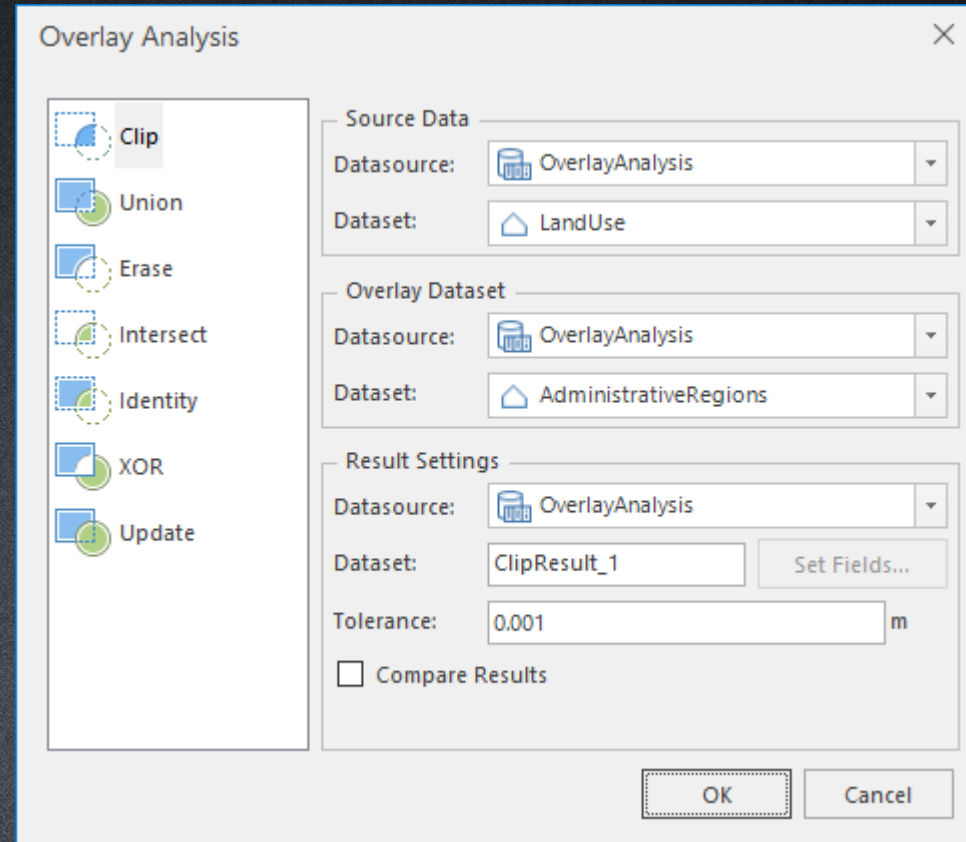 Overlay Analysis
Clip
Union
Erase
Intersect
Identity
XOR
Update
Source Data
Datasource: OverlayAnalysis
Dataset: LandUse
Overlay Dataset
Datasource: OverlayAnalysis
Dataset: AdministrativeRegions
Result Settings
Datasource: OverlayAnalysis
Dataset: ClipResult_1 Set Fields...
Tolerance: 0.001 m
Compare Results
OK Cancel